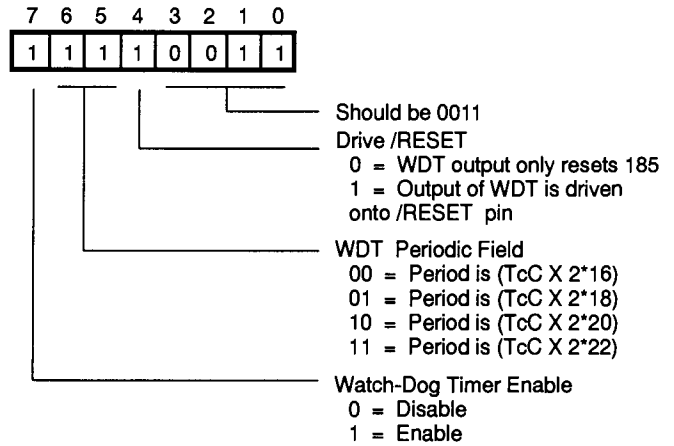 7 6 5 4 3 2 1 0
1 1 1 1 0 0 1 1
Should be 0011
Drive /RESET
0 = WDT output only resets 185
1 = Output of WDT is driven
onto /RESET pin
WDT Periodic Field
00 = Period is (TcC X 2*16)
01 = Period is (TcC X 2*18)
10 = Period is (TcC X 2*20)
11 = Period is (TcC X 2*22)
Watch-Dog Timer Enable
0 = Disable
1 = Enable